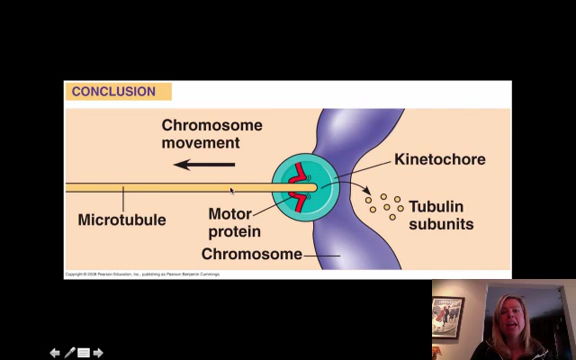 CONCLUSION
Chromosome
movement
Kinetochore
Microtubule
Motor
protein
Tubulin
subunits
Chromosome
Copyright © 2008 Pearson Education, Inc., publishing as Pearson Benjamin Cummings.